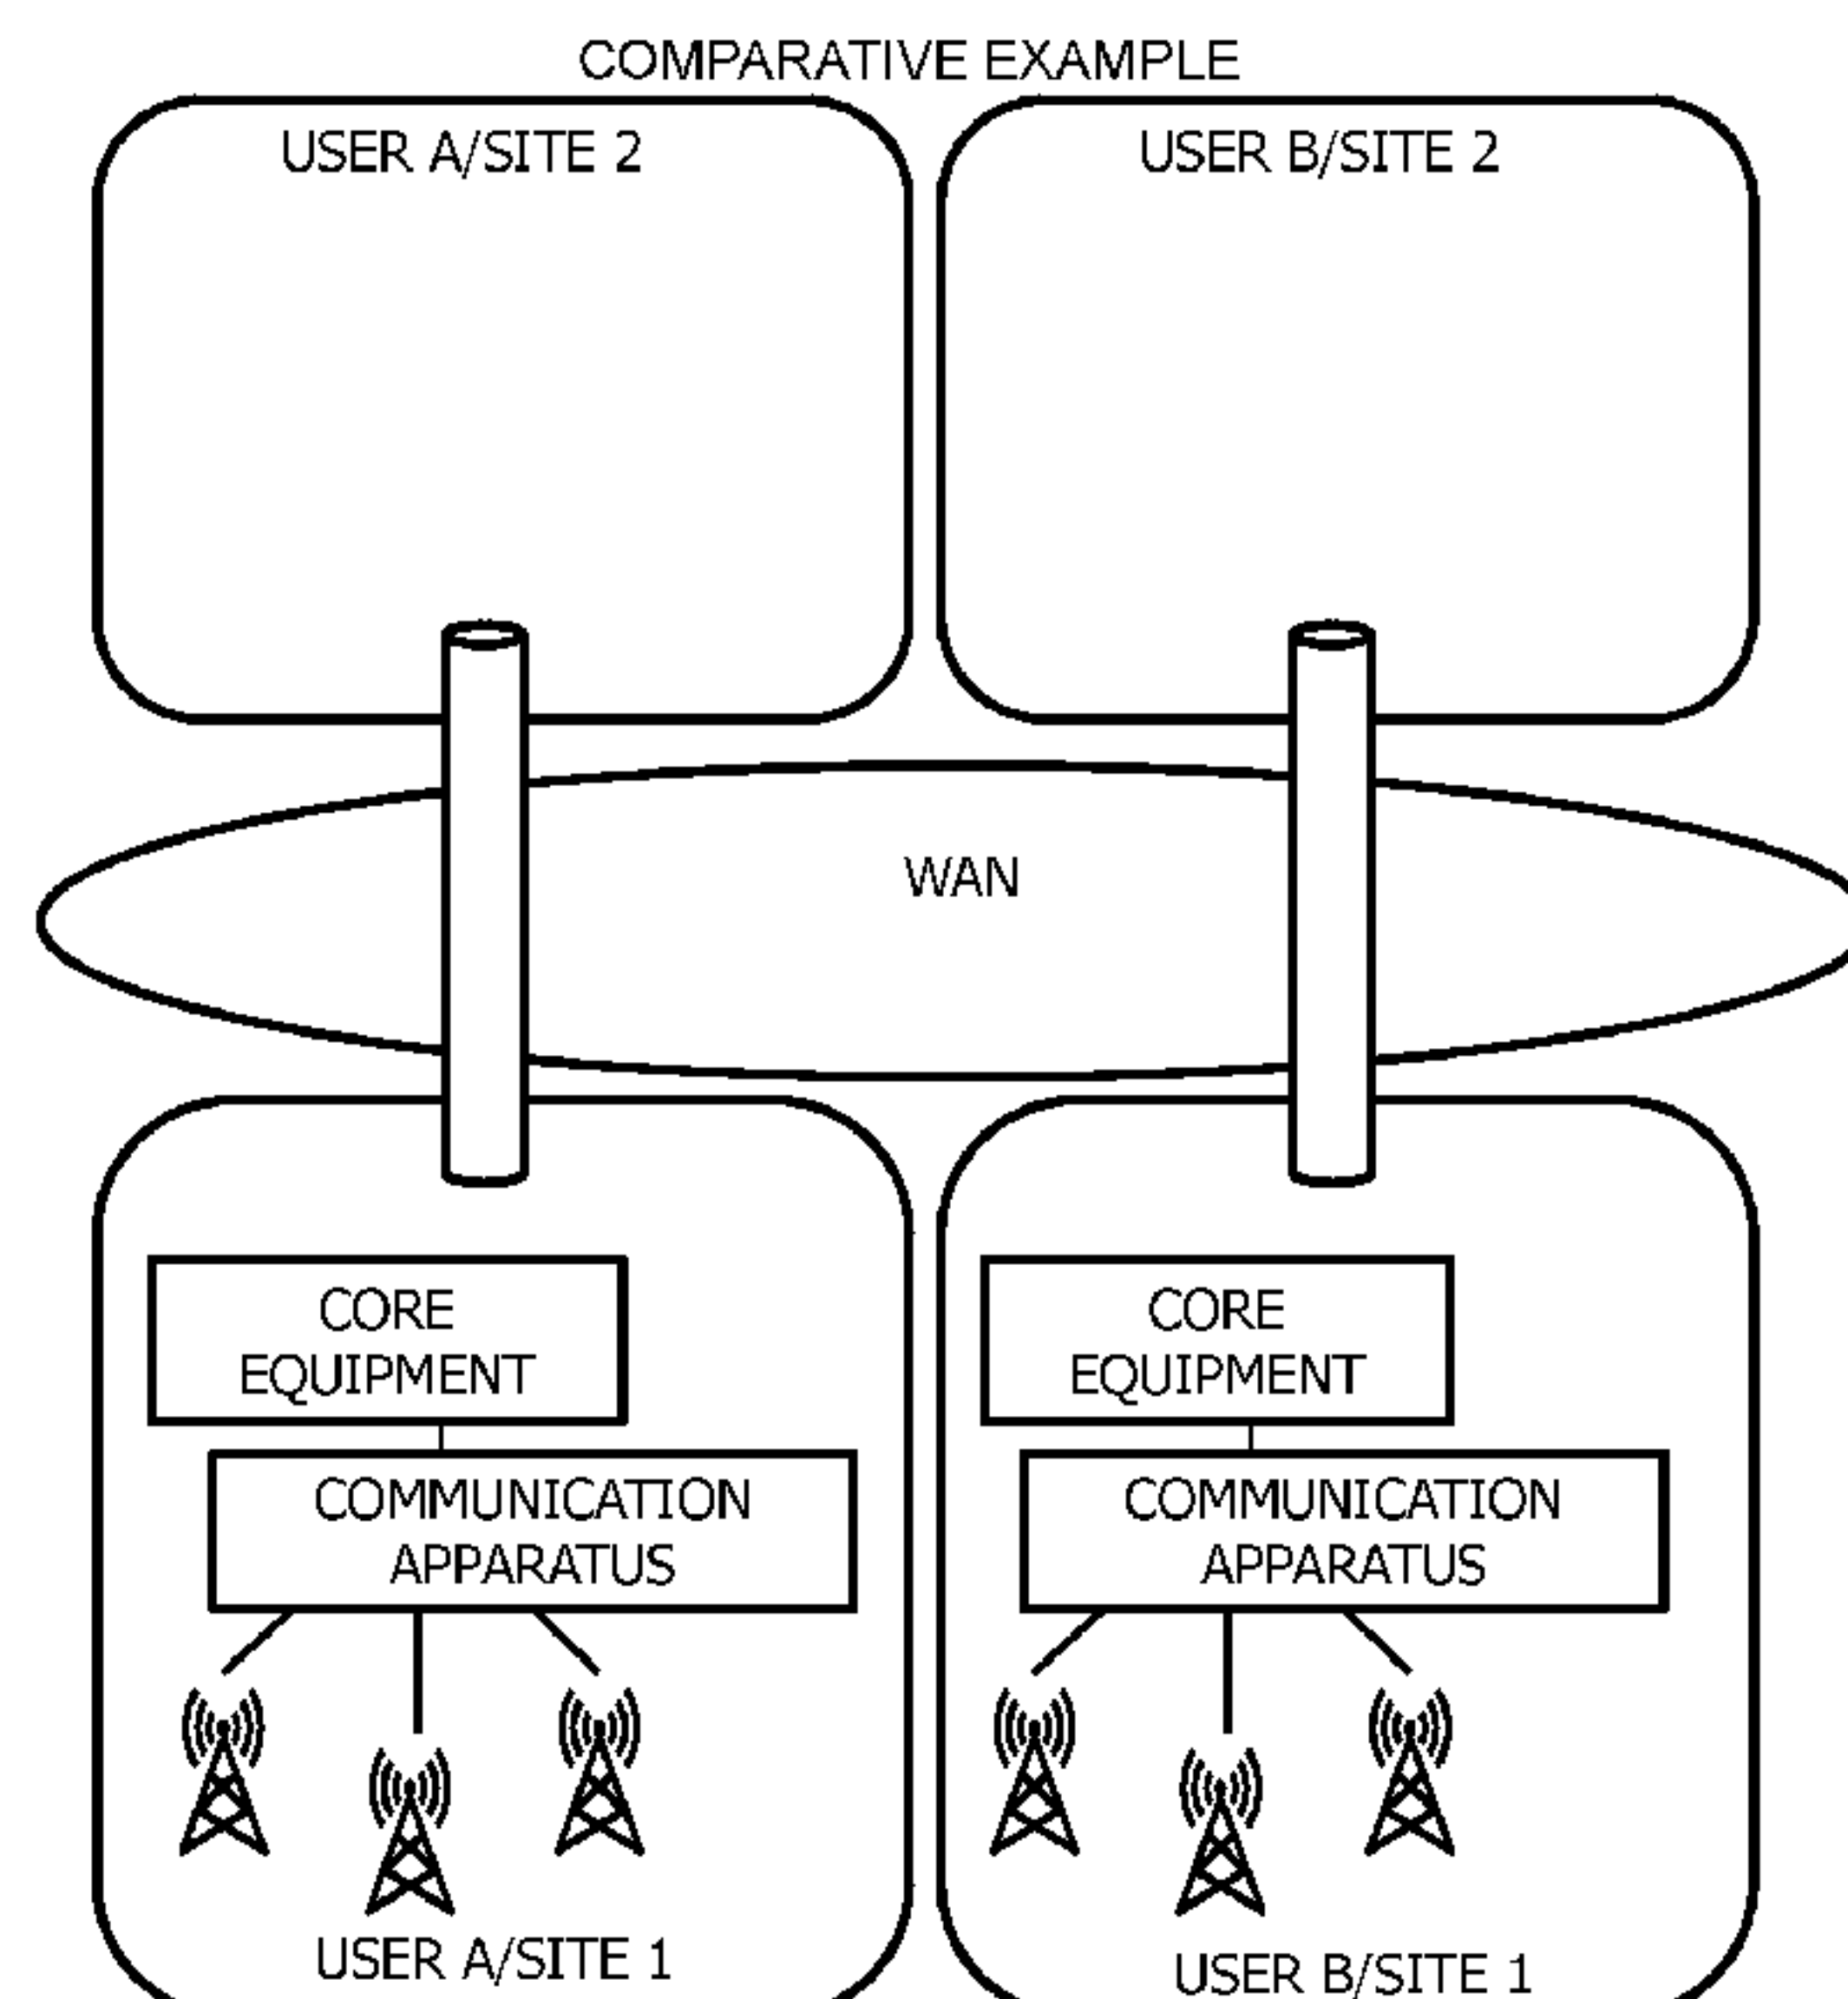 COMPARATIVE EXAMPLE
USER A/SITE 2
USER B/SITE 2
WAN
CORE
EQUIPMENT
CORE
EQUIPMENT
COMMUNICATION
APPARATUS
COMMUNICATION
APPARATUS
USER A/SITE 1
USER B/SITE 1